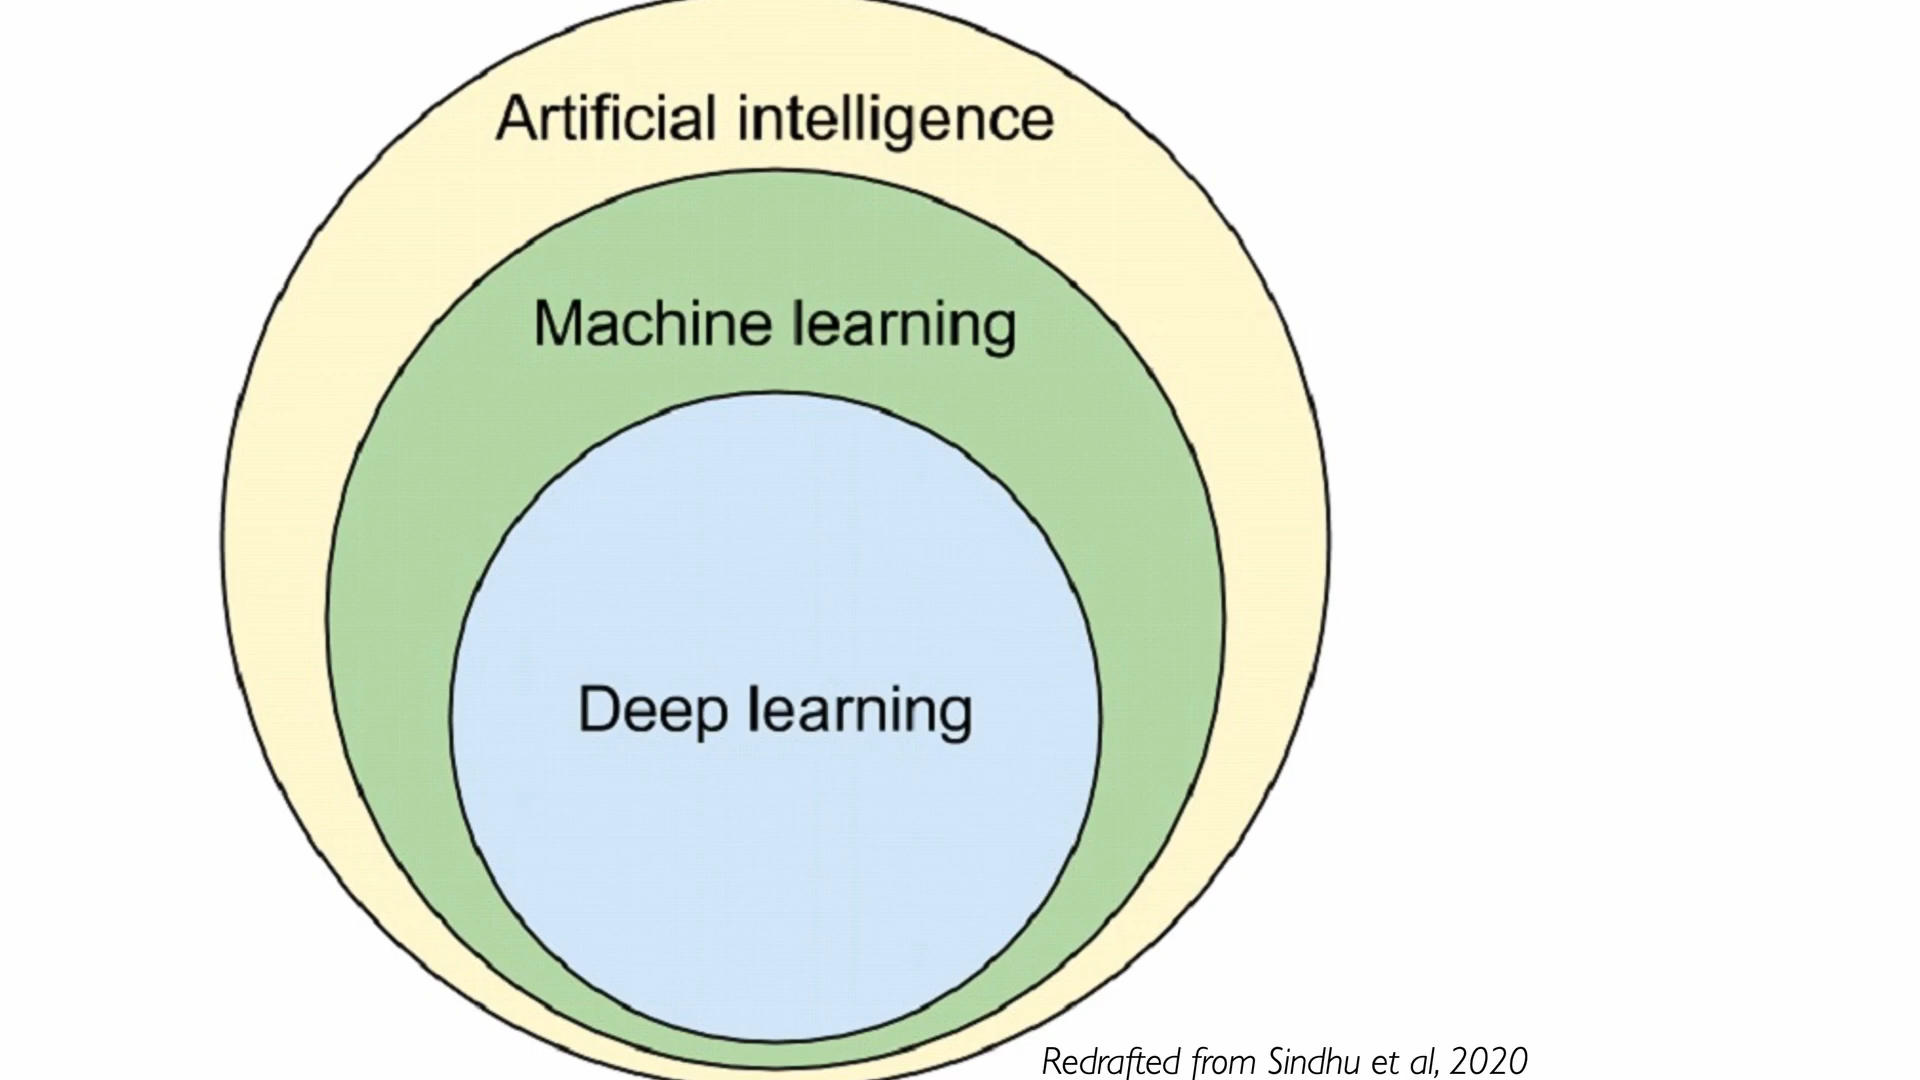 Artificial intelligence
Machine learning
Deep learning
Redrafted from Sindhu et al, 2020